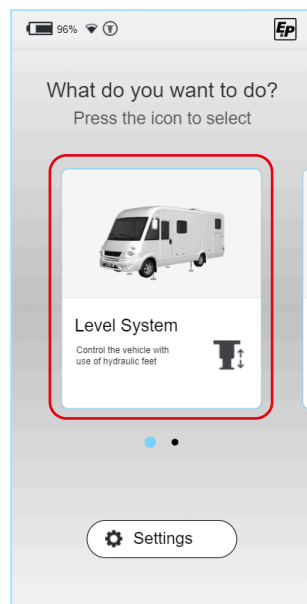 96%
E&P
What do you want to do?
Press the icon to select
Level System
Control the vehicle with
use of hydraulic feet
Settings